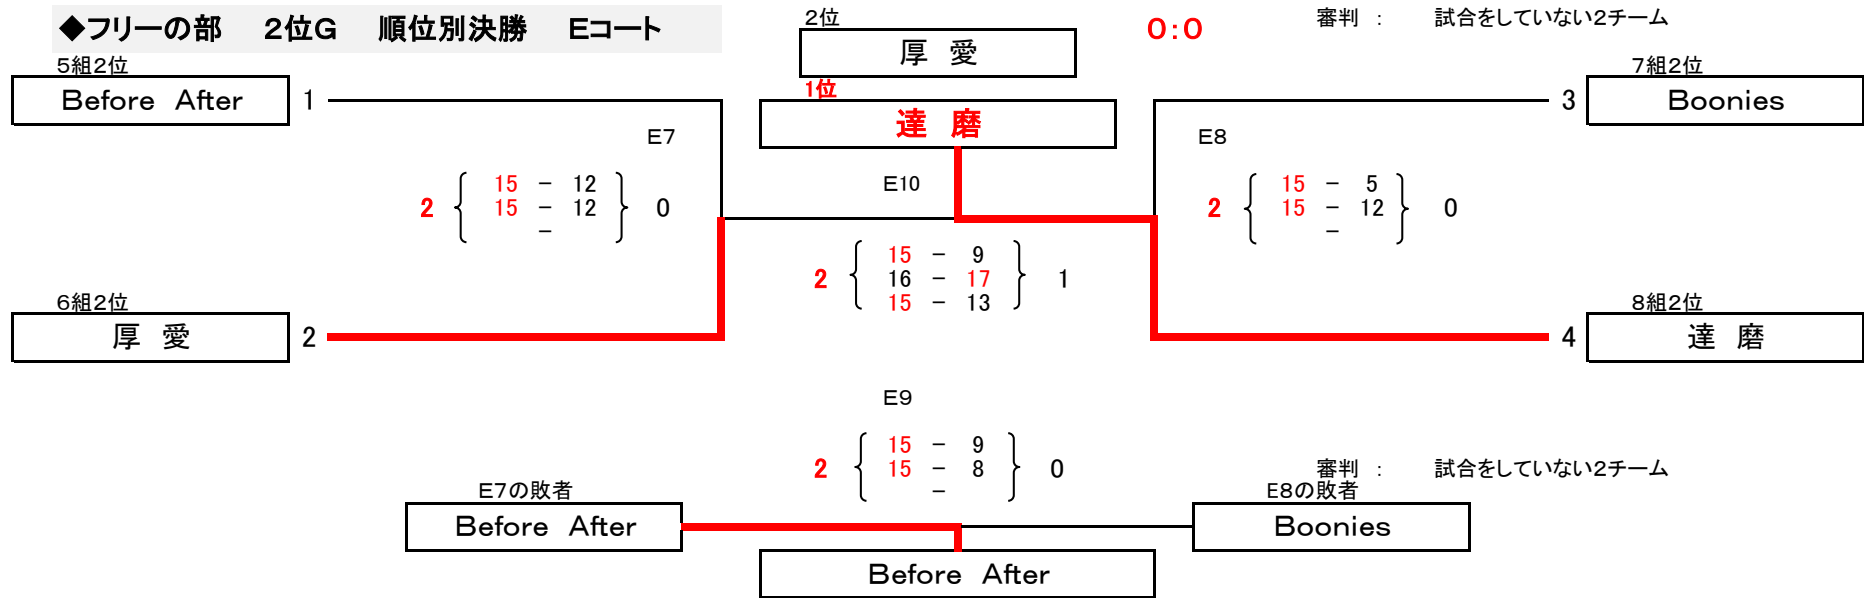 ◆フリーの部　２位G　順位別決勝　Eコート
２位
厚　愛
０:０
審判　：　試合をしていない２チーム
５組２位
Before　After
1
１位
達　磨
７組２位
3
Boonies
E７
E８
E10
2 { 15 － 12 } 0
15 － 12
－
2 { 15 － 5 } 0
15 － 12
－
2 { 15 － 9 } 1
16 － 17
15 － 13
６組２位
厚　愛
2
８組２位
4
達　磨
E９
2 { 15 － 9 } 0
15 － 8
－
審判　：　試合をしていない２チーム
E７の敗者
Before　After
E８の敗者
Boonies
Before　After